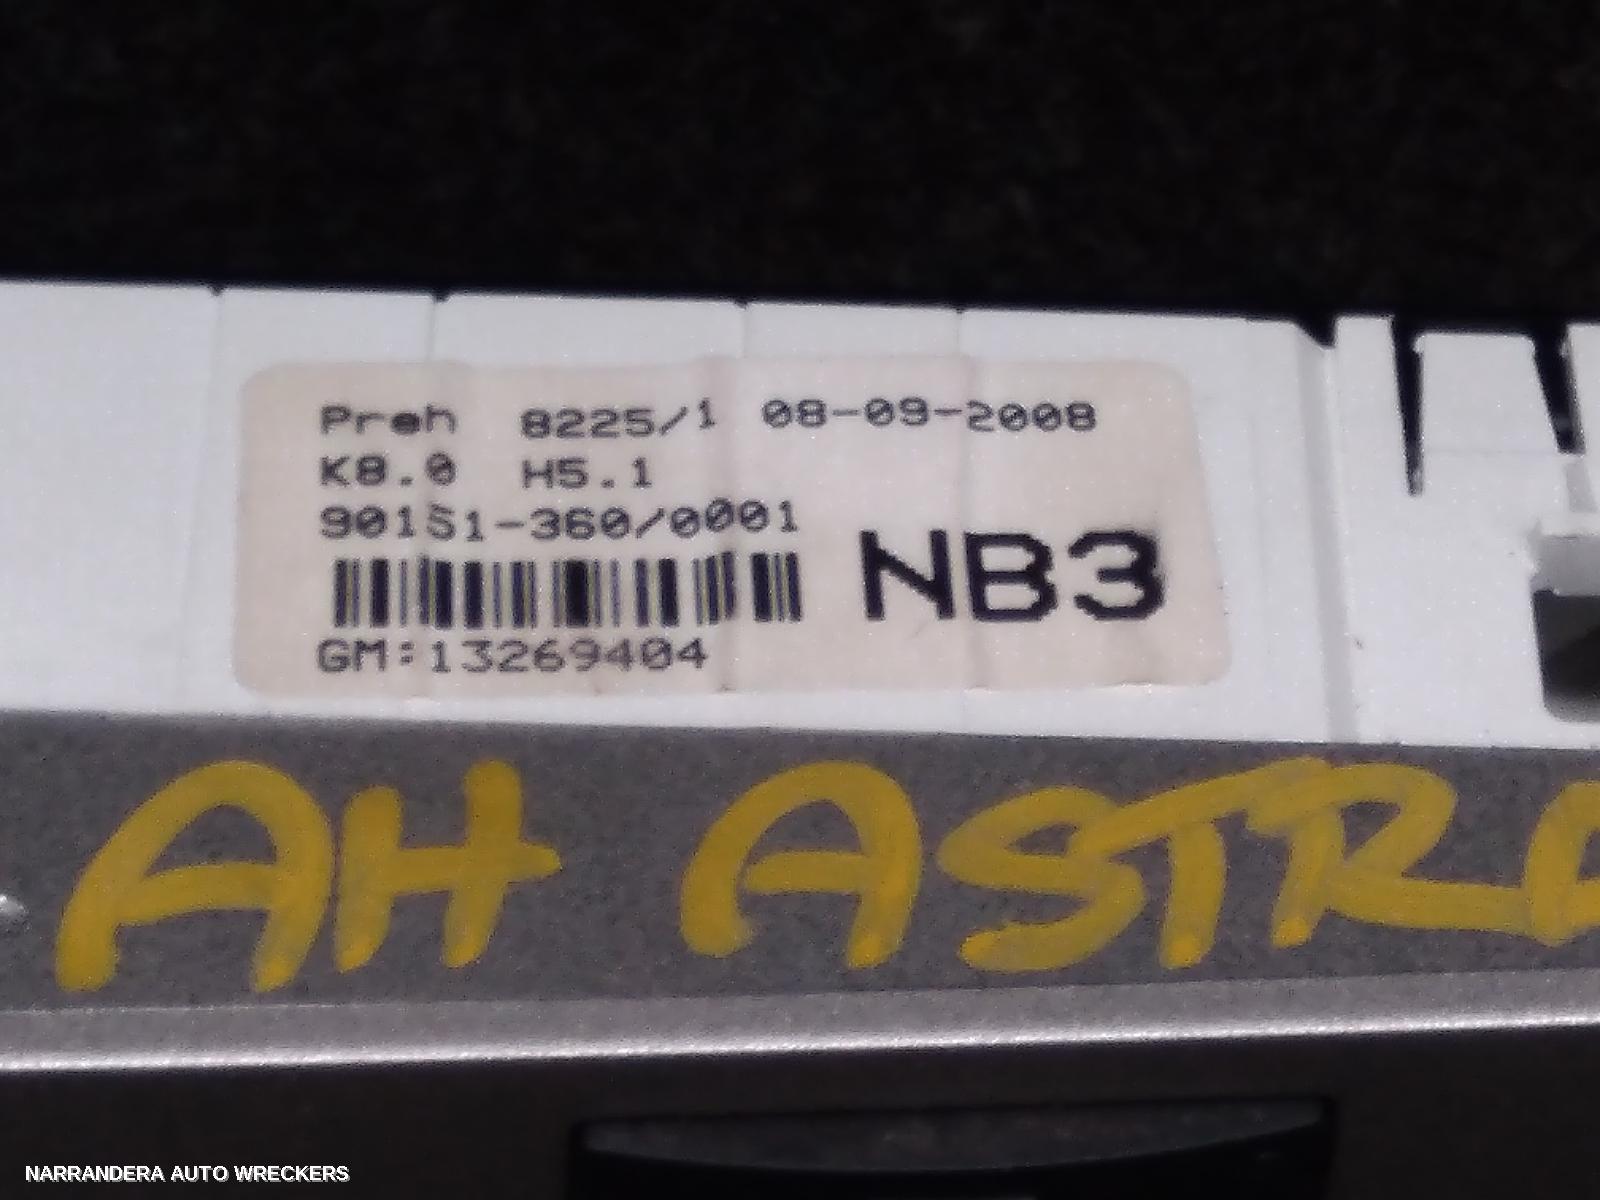 Preh 8225/1 08-09-2008
K8.0 H5.1
90151-360/0001
NB3
GM:13269404
AH ASTRA
NARRANDERA AUTO WRECKERS